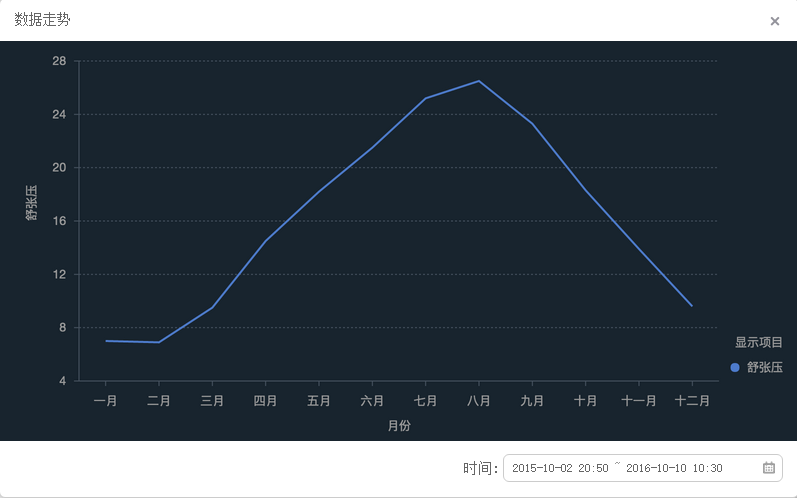 数据走势
×
28
24
20
16
12
8
4
舒张压
一月 二月 三月 四月 五月 六月 七月 八月 九月 十月 十一月 十二月
月份
显示项目
舒张压
时间: 2015-10-02 20:50 ~ 2016-10-10 10:30